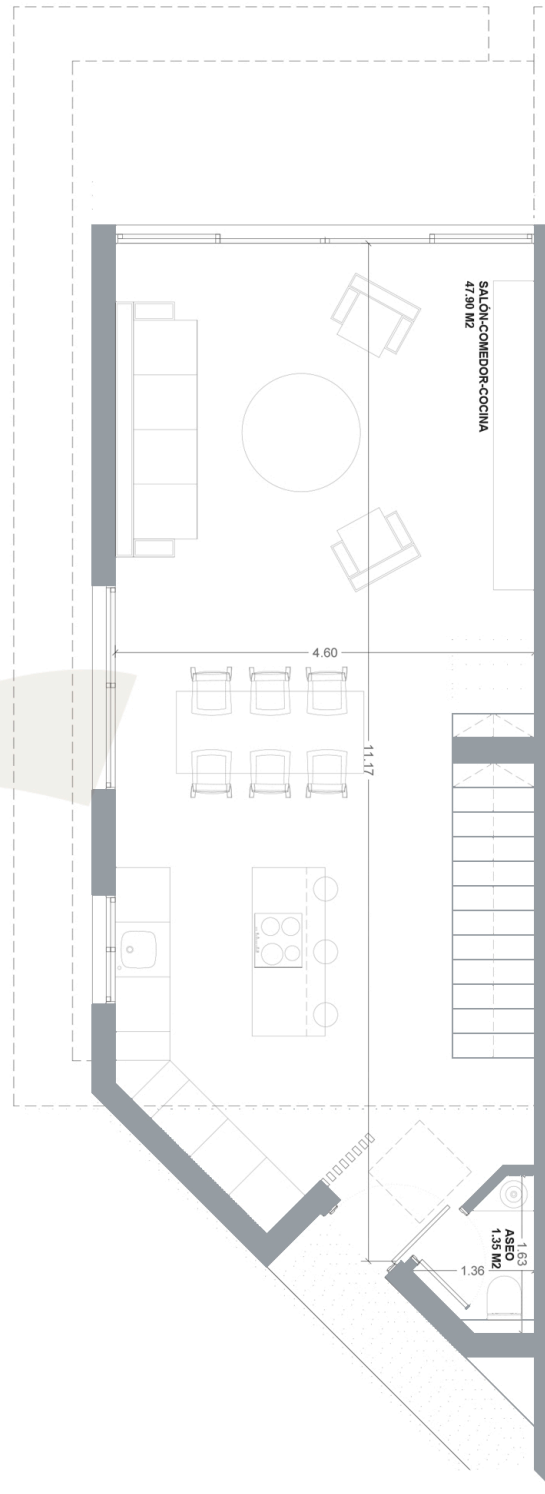 SALÓN-COMEDOR-COCINA
47.90 M2
4.60
11.17
ASEO
1.35 M2
1.63
1.36